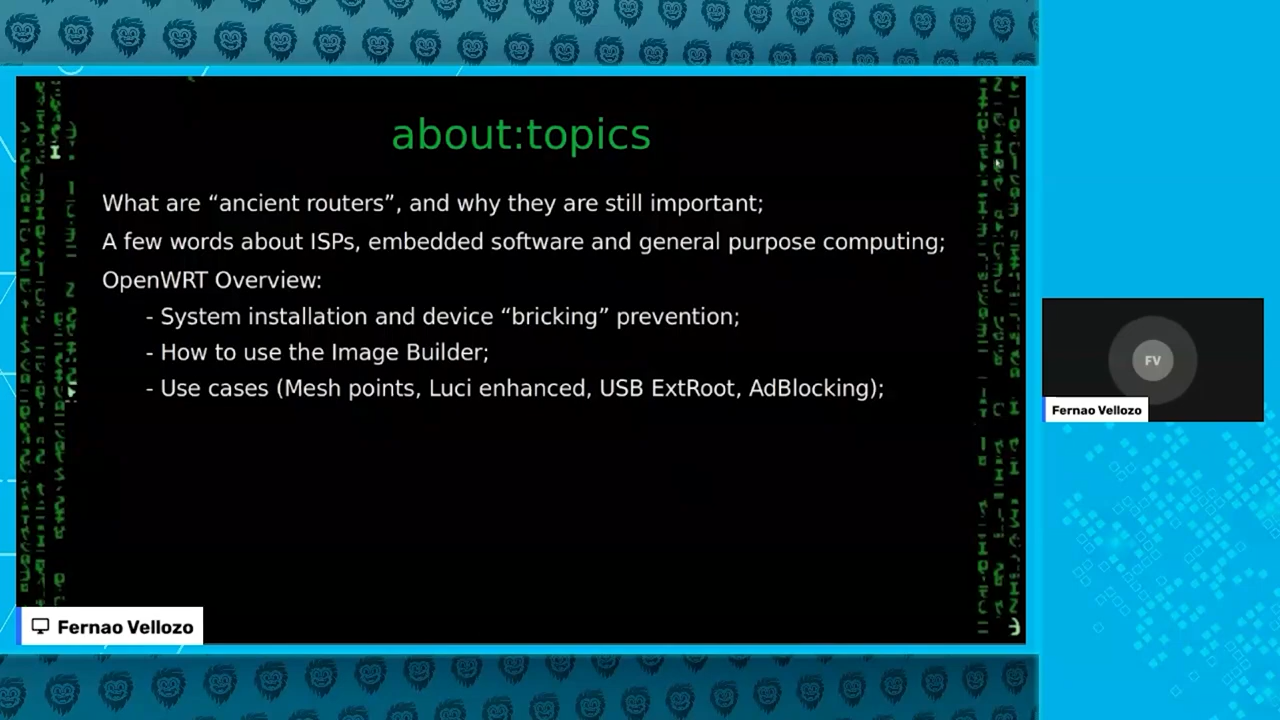 about:topics
What are “ancient routers”, and why they are still important;
A few words about ISPs, embedded software and general purpose computing;
OpenWRT Overview:
- System installation and device “bricking” prevention;
- How to use the Image Builder;
- Use cases (Mesh points, Luci enhanced, USB ExtRoot, AdBlocking);
FV
Fernao Vellozo
Fernao Vellozo